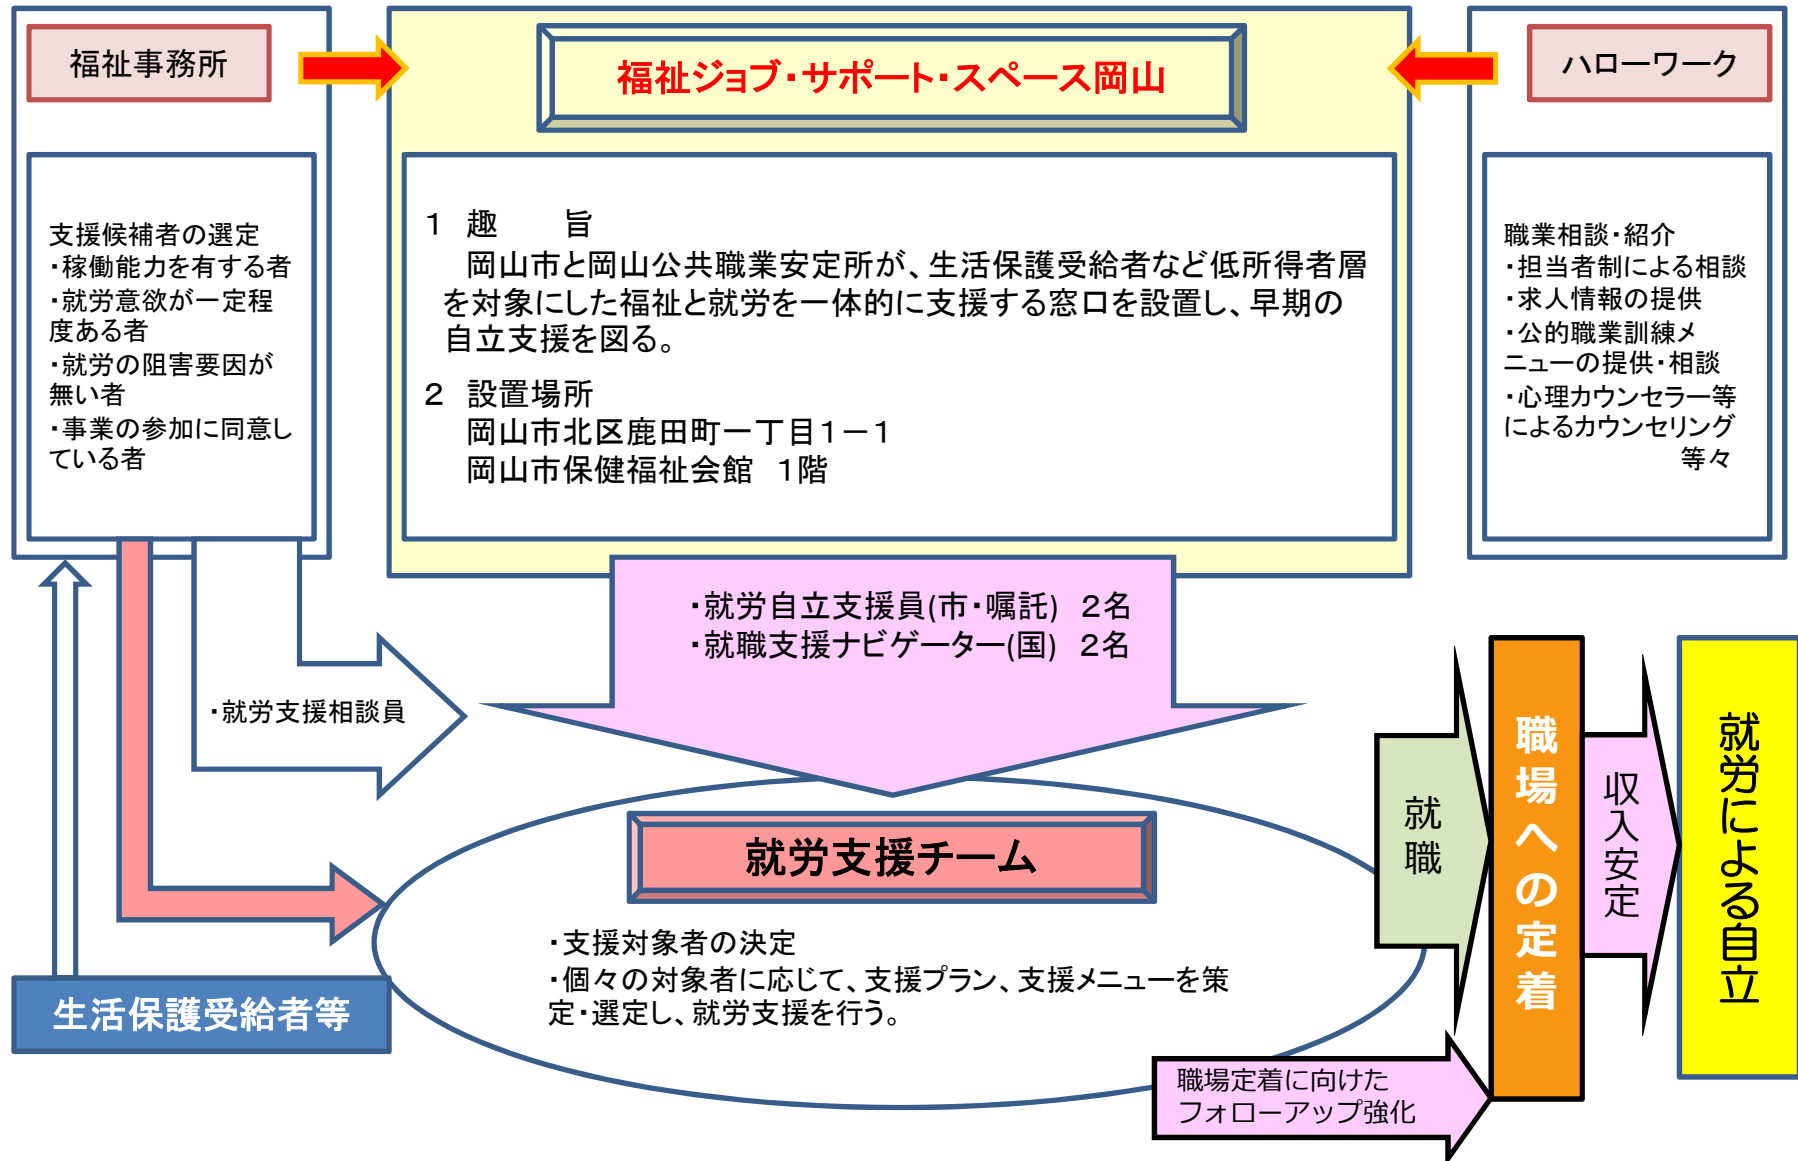 福祉事務所
支援候補者の選定
・稼働能力を有する者
・就労意欲が一定程
度ある者
・就労の阻害要因が
無い者
・事業の参加に同意し
ている者
福祉ジョブ・サポート・スペース岡山
1 趣　　旨
岡山市と岡山公共職業安定所が、生活保護受給者など低所得者層
を対象にした福祉と就労を一体的に支援する窓口を設置し、早期の
自立支援を図る。
2 設置場所
岡山市北区鹿田町一丁目1－1
岡山市保健福祉会館　1階
ハローワーク
職業相談・紹介
・担当者制による相談
・求人情報の提供
・公的職業訓練メ
ニューの提供・相談
・心理カウンセラー等
によるカウンセリング
等々
・就労自立支援員(市・嘱託)　2名
・就職支援ナビゲーター(国)　2名
・就労支援相談員
就労支援チーム
・支援対象者の決定
・個々の対象者に応じて、支援プラン、支援メニューを策
定・選定し、就労支援を行う。
生活保護受給者等
就職
職場への定着
収入安定
就労による自立
職場定着に向けた
フォローアップ強化